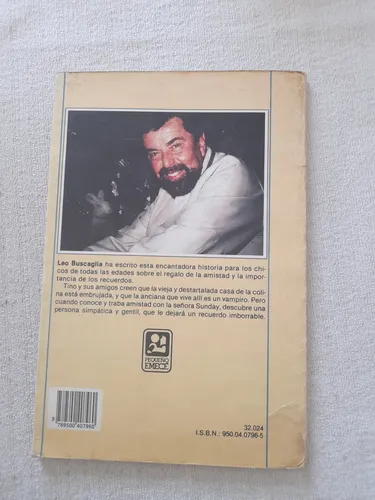 Leo Buscaglia ha escrito esta encantadora historia para los chi-
cos de todas las edades sobre el regalo de la amistad y la impor-
tancia de los recuerdos.
Tino y sus amigos creen que la vieja y destartalada casa de la coli-
na está embrujada, y que la anciana que vive allí es un vampiro. Pero
cuando conoce y traba amistad con la señora Sunday, descubre una
persona simpática y gentil, que le dejará un recuerdo imborrable.
PEQUEÑO
EMECÉ
32.024
I.S.B.N.: 950.04.0796-5
9 789500 407960